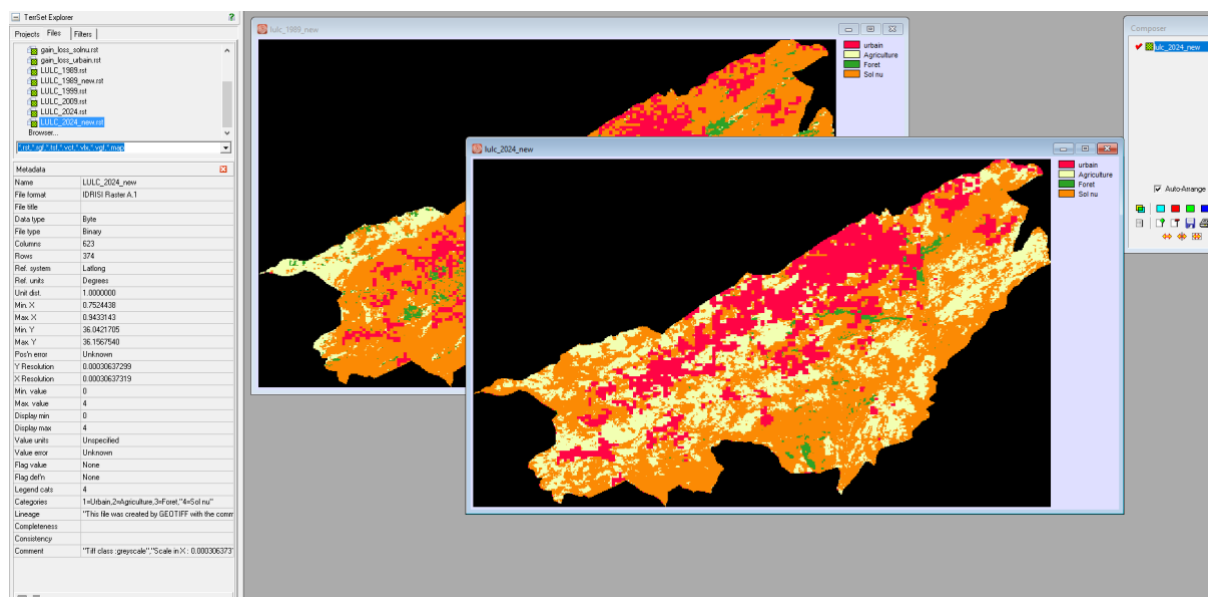 TerrSet Explorer
Projects Files Filters
gain_loss_solnu.rst
gain_loss_urbain.rst
LULC_1989.rst
LULC_1989_new.rst
LULC_1999.rst
LULC_2009.rst
LULC_2024.rst
LULC_2024_new.rst
Browser...
Metadata
Name LULC_2024_new
File format IDRISI Raster A.1
File title
Data type Byte
File type Binary
Columns 623
Rows 374
Ref. system Latlong
Ref. units Degrees
Unit dist. 1.0000000
Min. X 0.7524438
Max. X 0.9433143
Min. Y 36.0421705
Max. Y 36.1567540
Pos'n error Unknown
Y Resolution 0.00030637299
X Resolution 0.00030637319
Min. value 0
Max. value 4
Display min 0
Display max 4
Value units Unspecified
Value error Unknown
Flag value None
Flag def'n None
Legend cats 4
Categories 1=Urbain,2=Agriculture,3=Foret,"4=Sol nu"
Lineage "This file was created by GEOTIFF with the comm
Completeness
Consistency
Comment "Tiff class :greyscale","Scale in X : 0.000306373
lulc_1989_new
urbain
Agriculture
Foret
Sol nu
lulc_2024_new
urbain
Agriculture
Foret
Sol nu
Composer
lulc_2024_new
Auto-Arrange